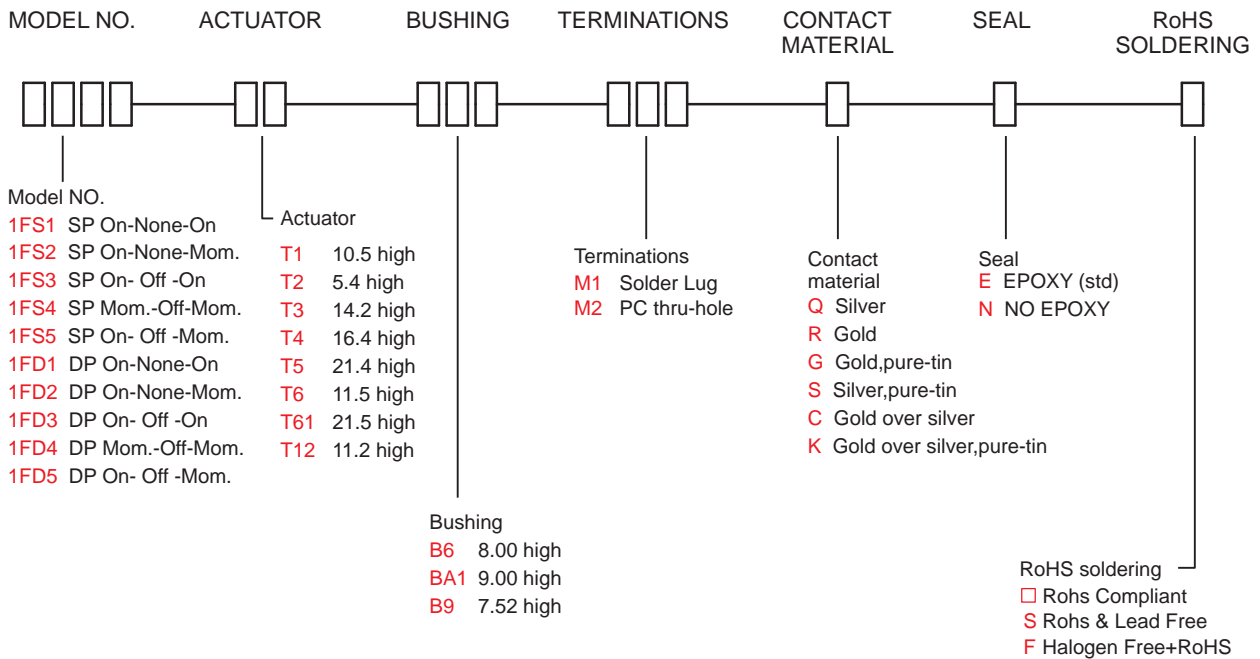 MODEL NO.
ACTUATOR
BUSHING
TERMINATIONS
CONTACT
MATERIAL
SEAL
RoHS
SOLDERING
Model NO.
1FS1 SP On-None-On
1FS2 SP On-None-Mom.
1FS3 SP On- Off -On
1FS4 SP Mom.-Off-Mom.
1FS5 SP On- Off -Mom.
1FD1 DP On-None-On
1FD2 DP On-None-Mom.
1FD3 DP On- Off -On
1FD4 DP Mom.-Off-Mom.
1FD5 DP On- Off -Mom.
Actuator
T1 10.5 high
T2 5.4 high
T3 14.2 high
T4 16.4 high
T5 21.4 high
T6 11.5 high
T61 21.5 high
T12 11.2 high
Bushing
B6 8.00 high
BA1 9.00 high
B9 7.52 high
Terminations
M1 Solder Lug
M2 PC thru-hole
Contact
material
Q Silver
R Gold
G Gold,pure-tin
S Silver,pure-tin
C Gold over silver
K Gold over silver,pure-tin
Seal
E EPOXY (std)
N NO EPOXY
RoHS soldering
□ Rohs Compliant
S Rohs & Lead Free
F Halogen Free+RoHS